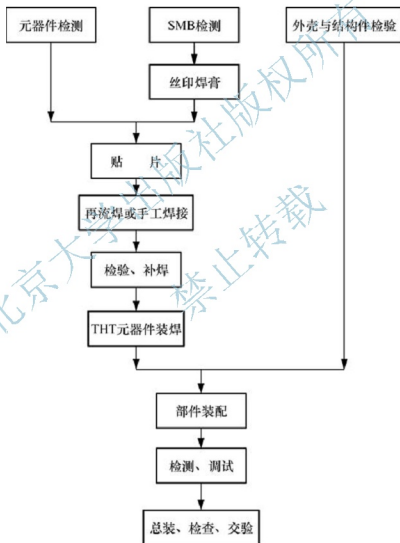 元器件检测
SMB检测
外壳与结构件检验
丝印焊膏
贴 片
再流焊或手工焊接
检验、补焊
THT元器件装焊
部件装配
检测、调试
总装、检查、交验
北京大学出版社版权所有
禁止转载